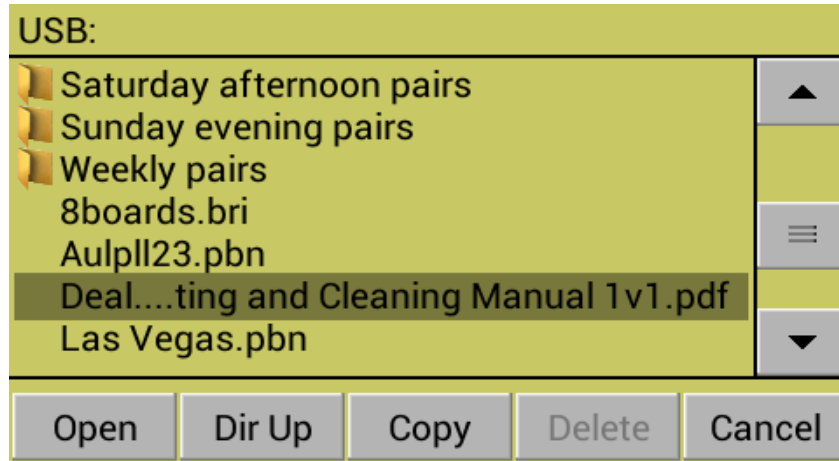 USB:
Saturday afternoon pairs
Sunday evening pairs
Weekly pairs
8boards.bri
Aulpll23.pbn
Deal....ting and Cleaning Manual 1v1.pdf
Las Vegas.pbn
Open Dir Up Copy Delete Cancel